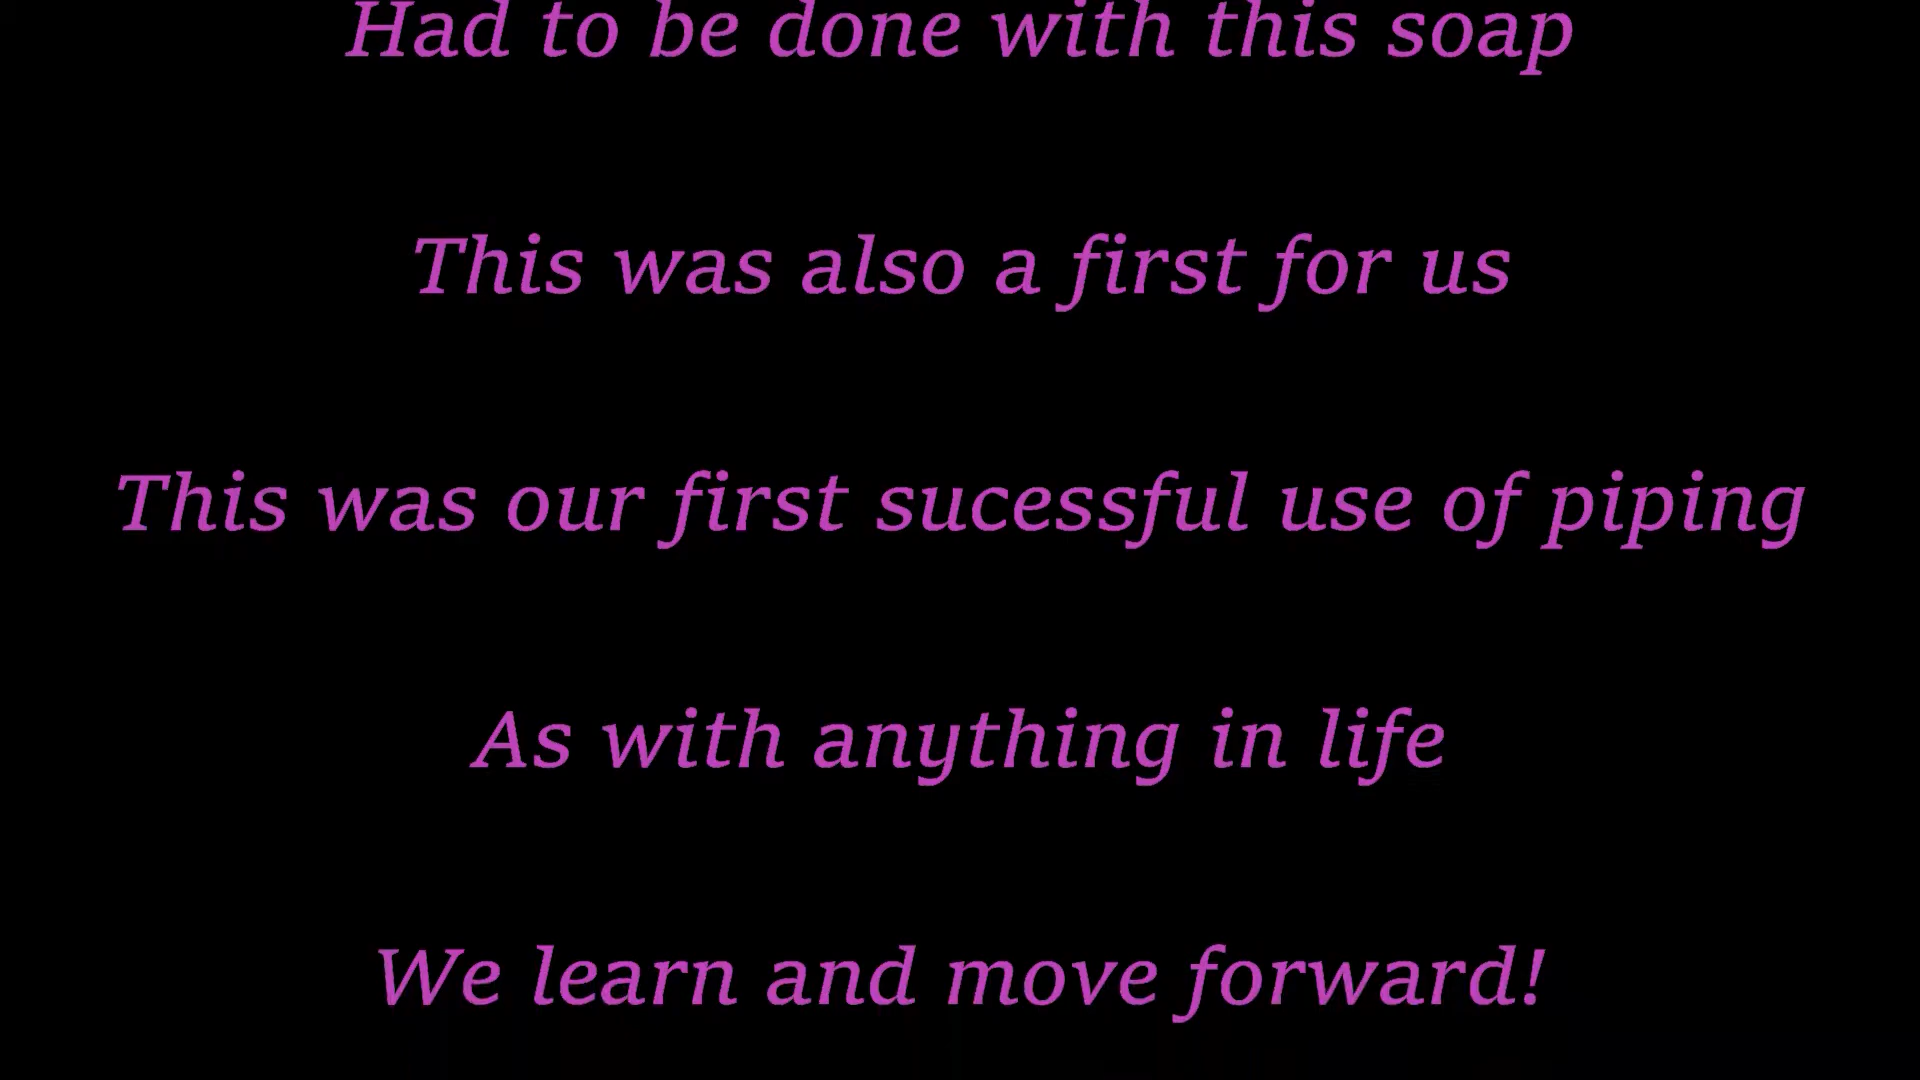 Had to be done with this soap
This was also a first for us
This was our first sucessful use of piping
As with anything in life
We learn and move forward!